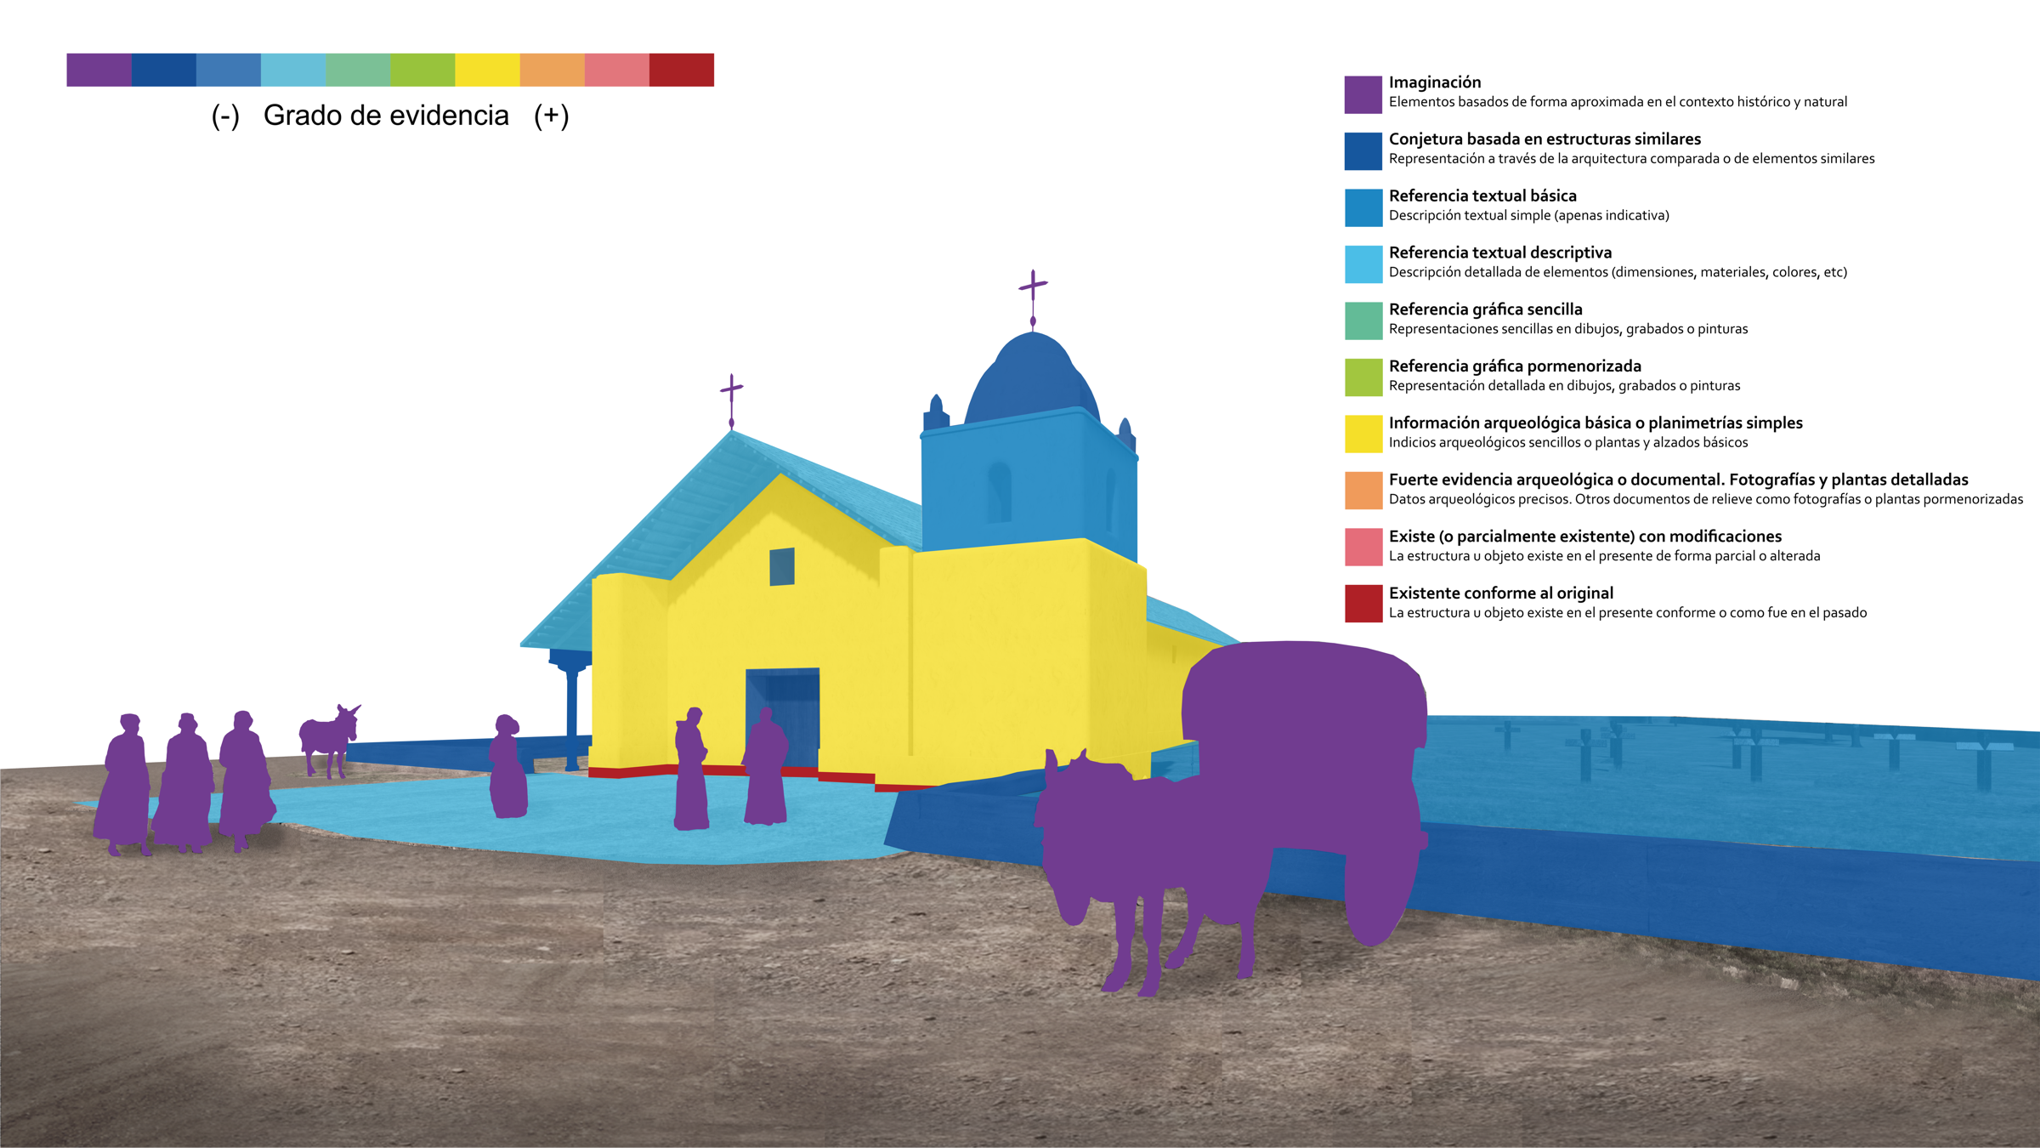 (-) Grado de evidencia (+)
Imaginación
Elementos basados de forma aproximada en el contexto histórico y natural
Conjetura basada en estructuras similares
Representación a través de la arquitectura comparada o de elementos similares
Referencia textual básica
Descripción textual simple (apenas indicativa)
Referencia textual descriptiva
Descripción detallada de elementos (dimensiones, materiales, colores, etc)
Referencia gráfica sencilla
Representaciones sencillas en dibujos, grabados o pinturas
Referencia gráfica pormenorizada
Representación detallada en dibujos, grabados o pinturas
Información arqueológica básica o planimetrías simples
Indicios arqueológicos sencillos o plantas y alzados básicos
Fuerte evidencia arqueológica o documental. Fotografías y plantas detalladas
Datos arqueológicos precisos. Otros documentos de relieve como fotografías o plantas pormenorizadas
Existe (o parcialmente existente) con modificaciones
La estructura u objeto existe en el presente de forma parcial o alterada
Existente conforme al original
La estructura u objeto existe en el presente conforme o como fue en el pasado